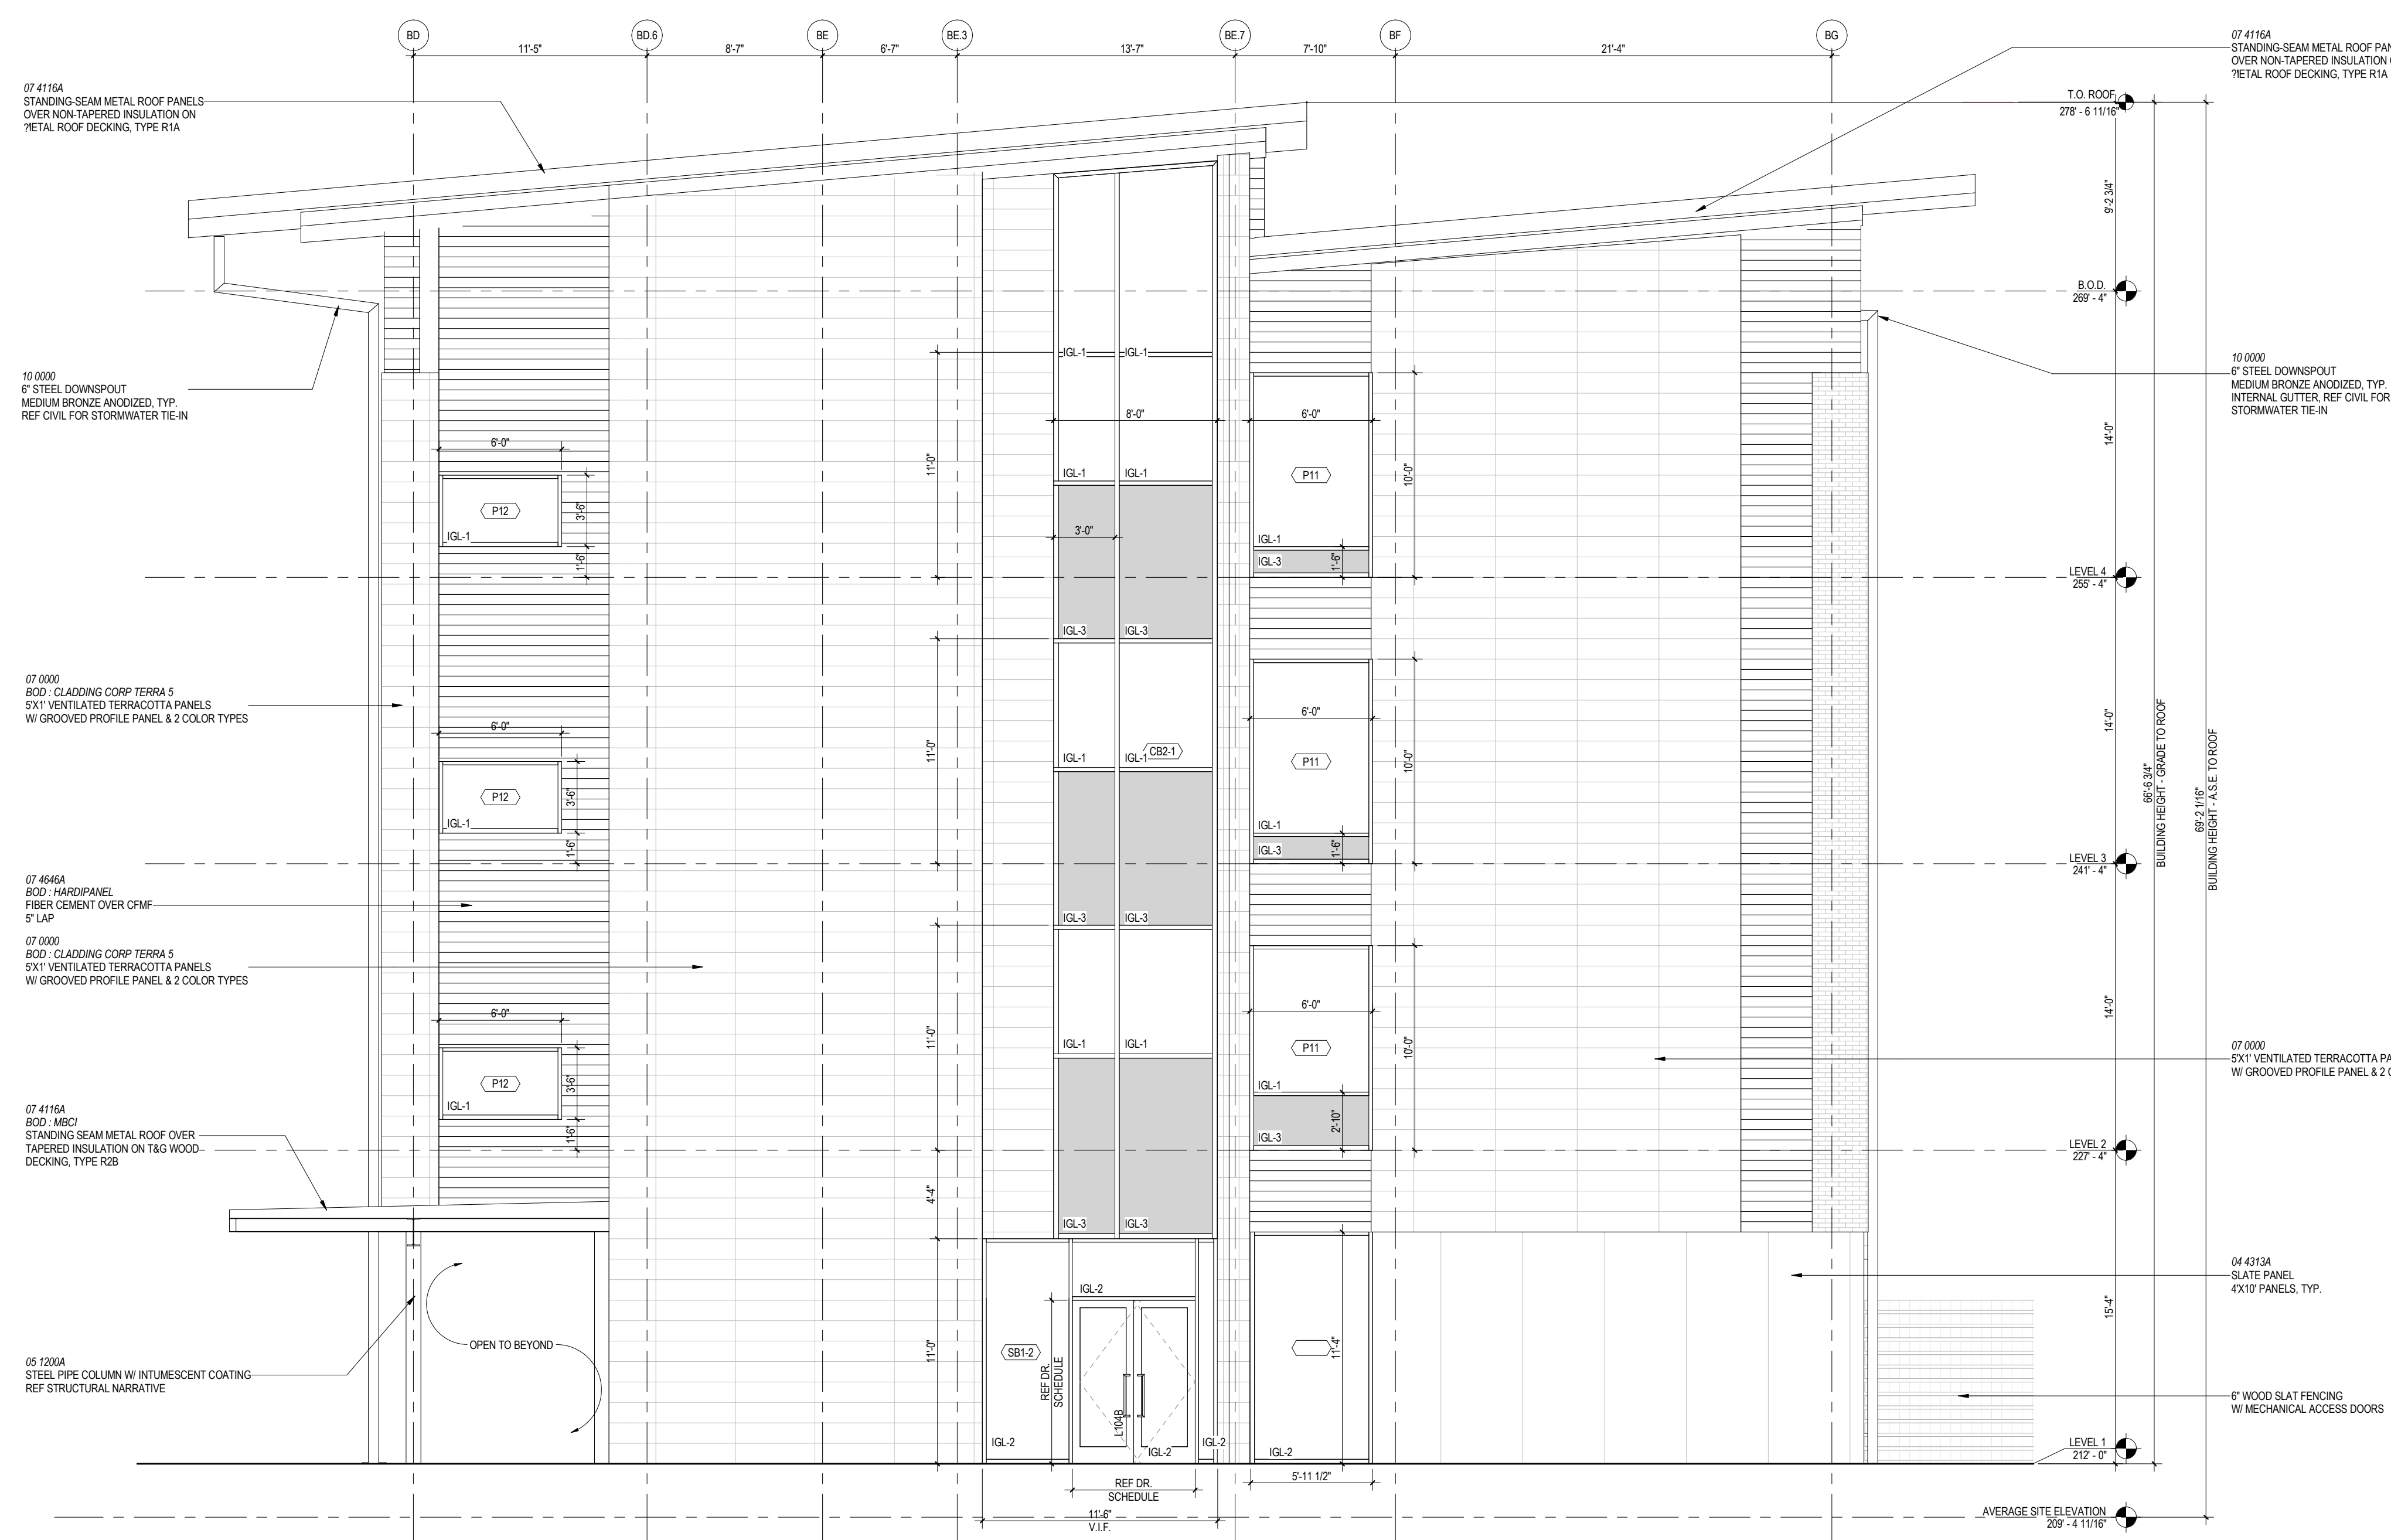 BD
BD.6
BE
BE.3
BE.7
BF
BG
11'-5"
8'-7"
6'-7"
13'-7"
7'-10"
21'-4"
07 4116A
STANDING-SEAM METAL ROOF PANELS
OVER NON-TAPERED INSULATION ON
?IETAL ROOF DECKING, TYPE R1A
10 0000
6" STEEL DOWNSPOUT
MEDIUM BRONZE ANODIZED, TYP.
REF CIVIL FOR STORMWATER TIE-IN
07 0000
BOD : CLADDING CORP TERRA 5
5'X1' VENTILATED TERRACOTTA PANELS
W/ GROOVED PROFILE PANEL & 2 COLOR TYPES
07 4646A
BOD : HARDIPANEL
FIBER CEMENT OVER CFMF
5" LAP
07 0000
BOD : CLADDING CORP TERRA 5
5'X1' VENTILATED TERRACOTTA PANELS
W/ GROOVED PROFILE PANEL & 2 COLOR TYPES
07 4116A
BOD : MBCI
STANDING SEAM METAL ROOF OVER
TAPERED INSULATION ON T&G WOOD
DECKING, TYPE R2B
05 1200A
STEEL PIPE COLUMN W/ INTUMESCENT COATING
REF STRUCTURAL NARRATIVE
6'-0"
P12
IGL-1
3'-6"
1'-6"
6'-0"
P12
IGL-1
3'-6"
1'-6"
6'-0"
P12
IGL-1
3'-6"
1'-6"
OPEN TO BEYOND
11'-0"
11'-0"
11'-0"
4'-4"
11'-0"
IGL-1
IGL-1
8'-0"
IGL-1
IGL-1
3'-0"
IGL-3
IGL-3
IGL-1
IGL-1
CB2-1
IGL-3
IGL-3
IGL-1
IGL-1
IGL-3
IGL-3
IGL-2
SB1-2
REF DR.
SCHEDULE
L104B
IGL-2
IGL-2
IGL-2
REF DR.
SCHEDULE
11'-6"
V.I.F.
6'-0"
P11
10'-0"
IGL-1
IGL-3
1'-6"
6'-0"
P11
10'-0"
IGL-1
IGL-3
1'-6"
6'-0"
P11
10'-0"
IGL-1
IGL-3
2'-10"
11'-4"
IGL-2
5'-11 1/2"
T.O. ROOF
278' - 6 11/16"
9'-2 3/4"
B.O.D.
269' - 4"
14'-0"
LEVEL 4
255' - 4"
14'-0"
LEVEL 3
241' - 4"
14'-0"
LEVEL 2
227' - 4"
15'-4"
LEVEL 1
212' - 0"
AVERAGE SITE ELEVATION
209' - 4 11/16"
66'-6 3/4"
BUILDING HEIGHT - GRADE TO ROOF
69'-2 1/16"
BUILDING HEIGHT - A.S.E. TO ROOF
07 4116A
STANDING-SEAM METAL ROOF PAN
OVER NON-TAPERED INSULATION
?IETAL ROOF DECKING, TYPE R1A
10 0000
6" STEEL DOWNSPOUT
MEDIUM BRONZE ANODIZED, TYP.
INTERNAL GUTTER, REF CIVIL FOR
STORMWATER TIE-IN
07 0000
5'X1' VENTILATED TERRACOTTA PA
W/ GROOVED PROFILE PANEL & 2
04 4313A
SLATE PANEL
4'X10' PANELS, TYP.
6" WOOD SLAT FENCING
W/ MECHANICAL ACCESS DOORS